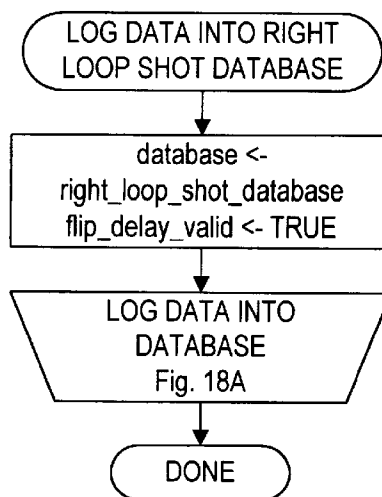 LOG DATA INTO RIGHT
LOOP SHOT DATABASE
database <-
right_loop_shot_database
flip_delay_valid <- TRUE
LOG DATA INTO
DATABASE
Fig. 18A
DONE